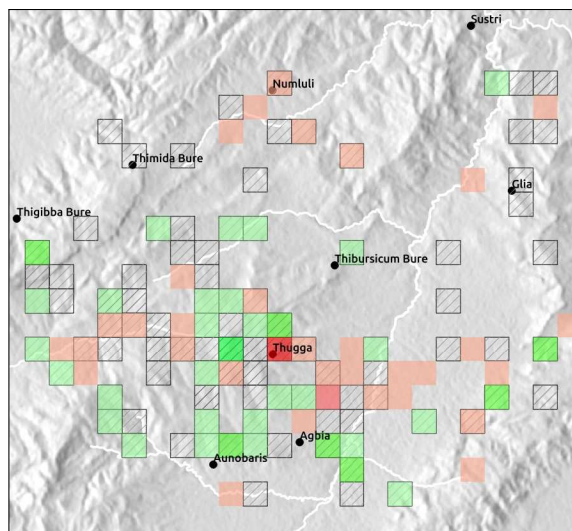 Sustri
Numluli
Thimida Bure
Glia
Thigibba Bure
Thibursicum Bure
Thugga
Agbia
Aunobaris